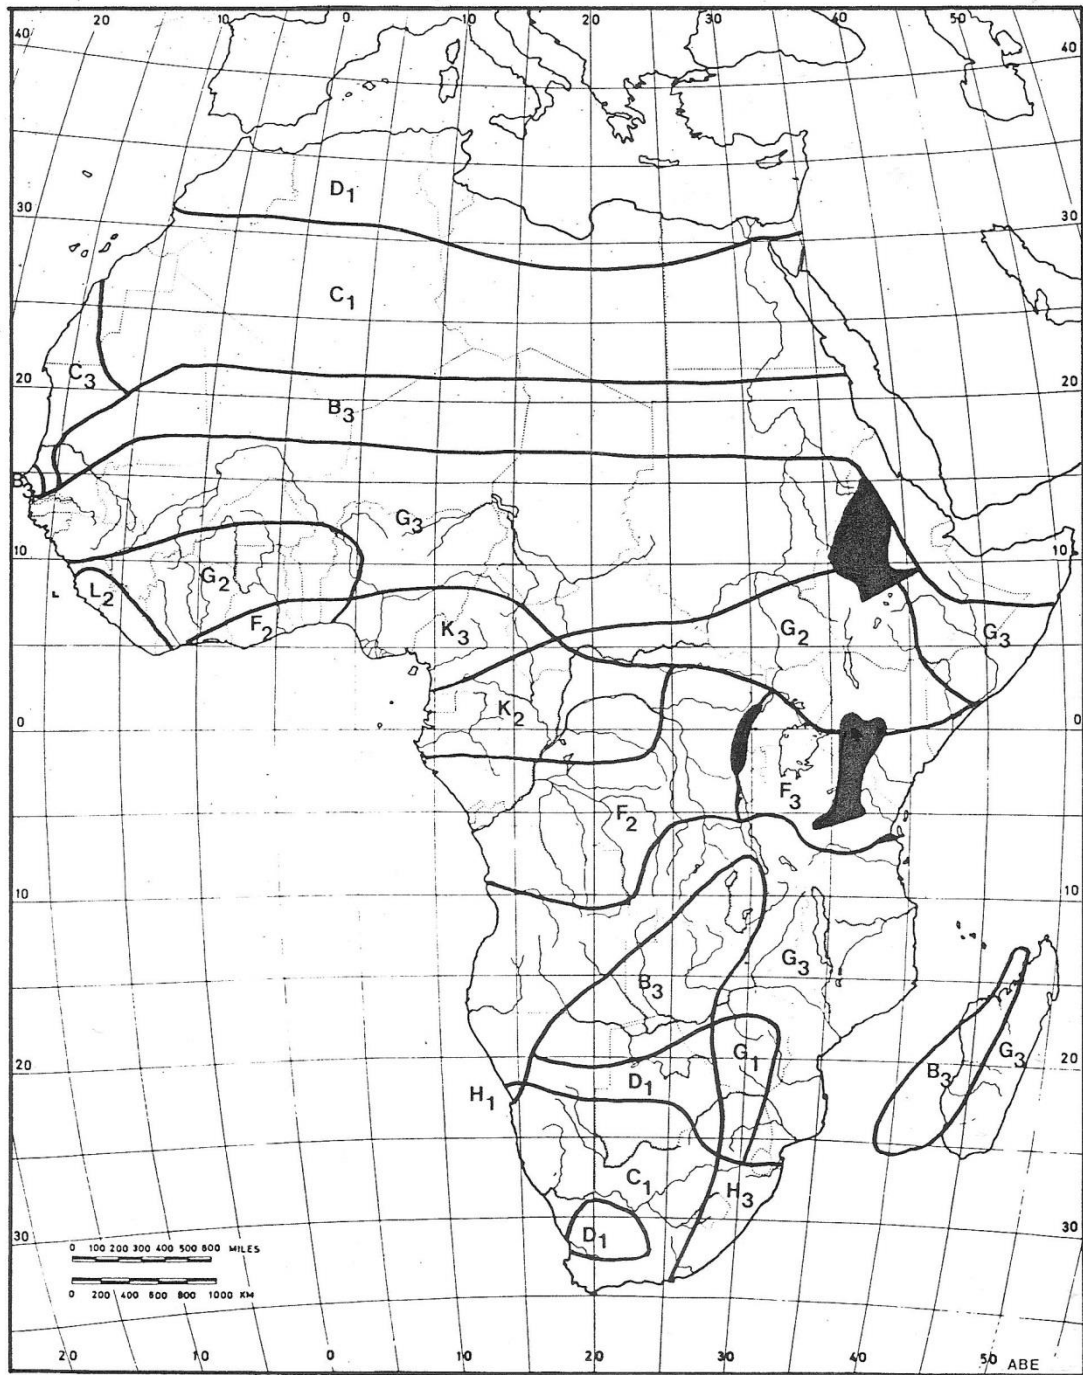 20 10 0 10 20 30 40 50
40 40
D₁
30 30
C₁
C₃
20 20
B₃
B₃
G₃
10 10
G₂
L₂
F₂
K₃
G₂
G₃
K₂
0 0
F₃
F₂
10 10
G₃
B₃
G₁
B₃
G₃
20 20
D₁
H₁
C₁
H₃
D₁
30 30
0 100 200 300 400 500 600 MILES
0 200 400 600 800 1000 KM
20 10 0 10 20 30 40 50
ABE